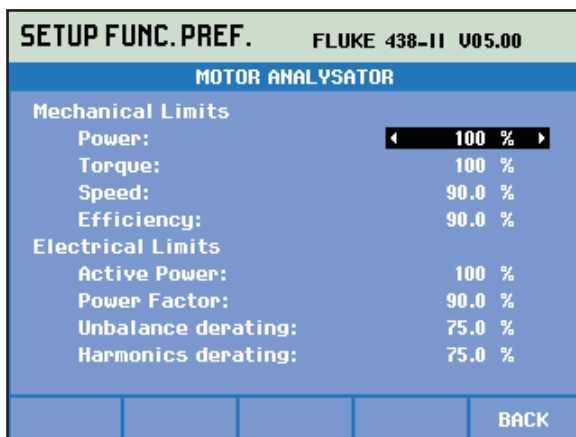 SETUP FUNC. PREF. FLUKE 438-II V05.00
MOTOR ANALYSATOR
Mechanical Limits
Power: 100 %
Torque: 100 %
Speed: 90.0 %
Efficiency: 90.0 %
Electrical Limits
Active Power: 100 %
Power Factor: 90.0 %
Unbalance derating: 75.0 %
Harmonics derating: 75.0 %
BACK